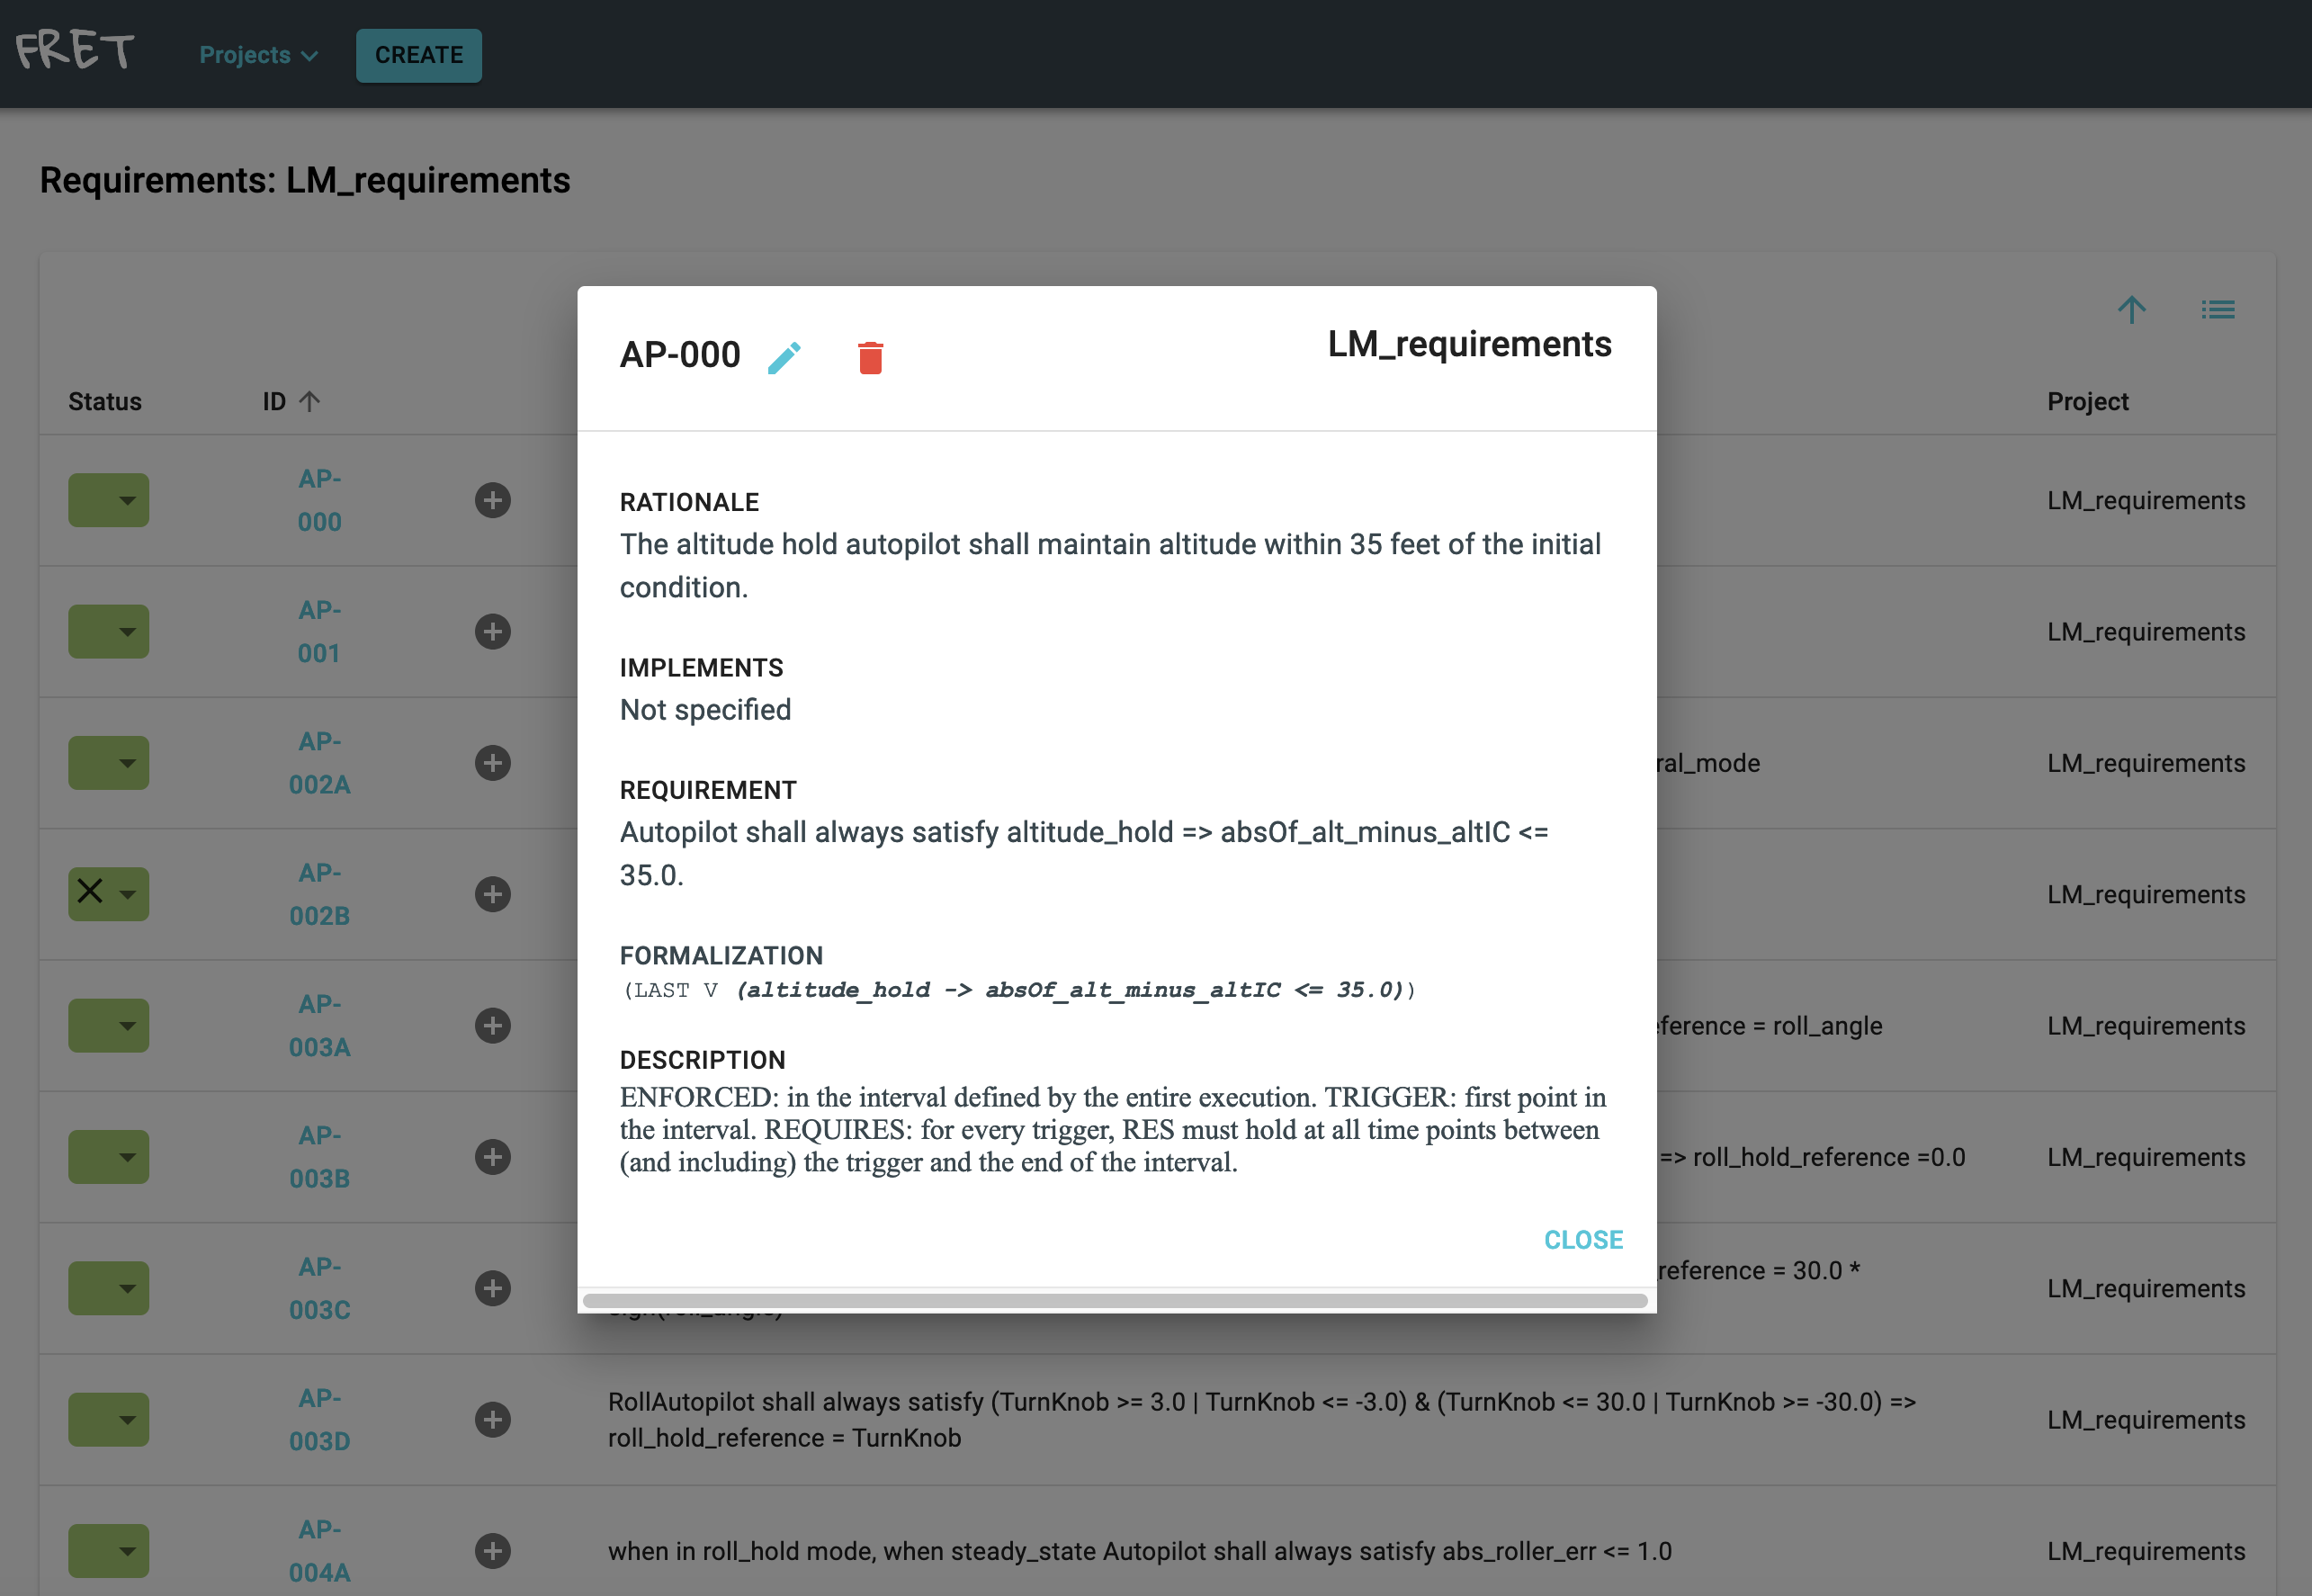 FRET
Projects
CREATE
Requirements: LM_requirements
AP-000
LM_requirements
Status
ID
Project
RATIONALE
The altitude hold autopilot shall maintain altitude within 35 feet of the initial
condition.
IMPLEMENTS
Not specified
REQUIREMENT
Autopilot shall always satisfy altitude_hold => absOf_alt_minus_altIC <=
35.0.
FORMALIZATION
(LAST V (altitude_hold -> absOf_alt_minus_altIC <= 35.0))
DESCRIPTION
ENFORCED: in the interval defined by the entire execution. TRIGGER: first point in
the interval. REQUIRES: for every trigger, RES must hold at all time points between
(and including) the trigger and the end of the interval.
CLOSE
AP-
000
LM_requirements
AP-
001
LM_requirements
AP-
002A
ral_mode
LM_requirements
AP-
002B
LM_requirements
AP-
003A
eference = roll_angle
LM_requirements
AP-
003B
=> roll_hold_reference =0.0
LM_requirements
AP-
003C
reference = 30.0 *
LM_requirements
AP-
003D
RollAutopilot shall always satisfy (TurnKnob >= 3.0 | TurnKnob <= -3.0) & (TurnKnob <= 30.0 | TurnKnob >= -30.0) =>
roll_hold_reference = TurnKnob
LM_requirements
AP-
004A
when in roll_hold mode, when steady_state Autopilot shall always satisfy abs_roller_err <= 1.0
LM_requirements